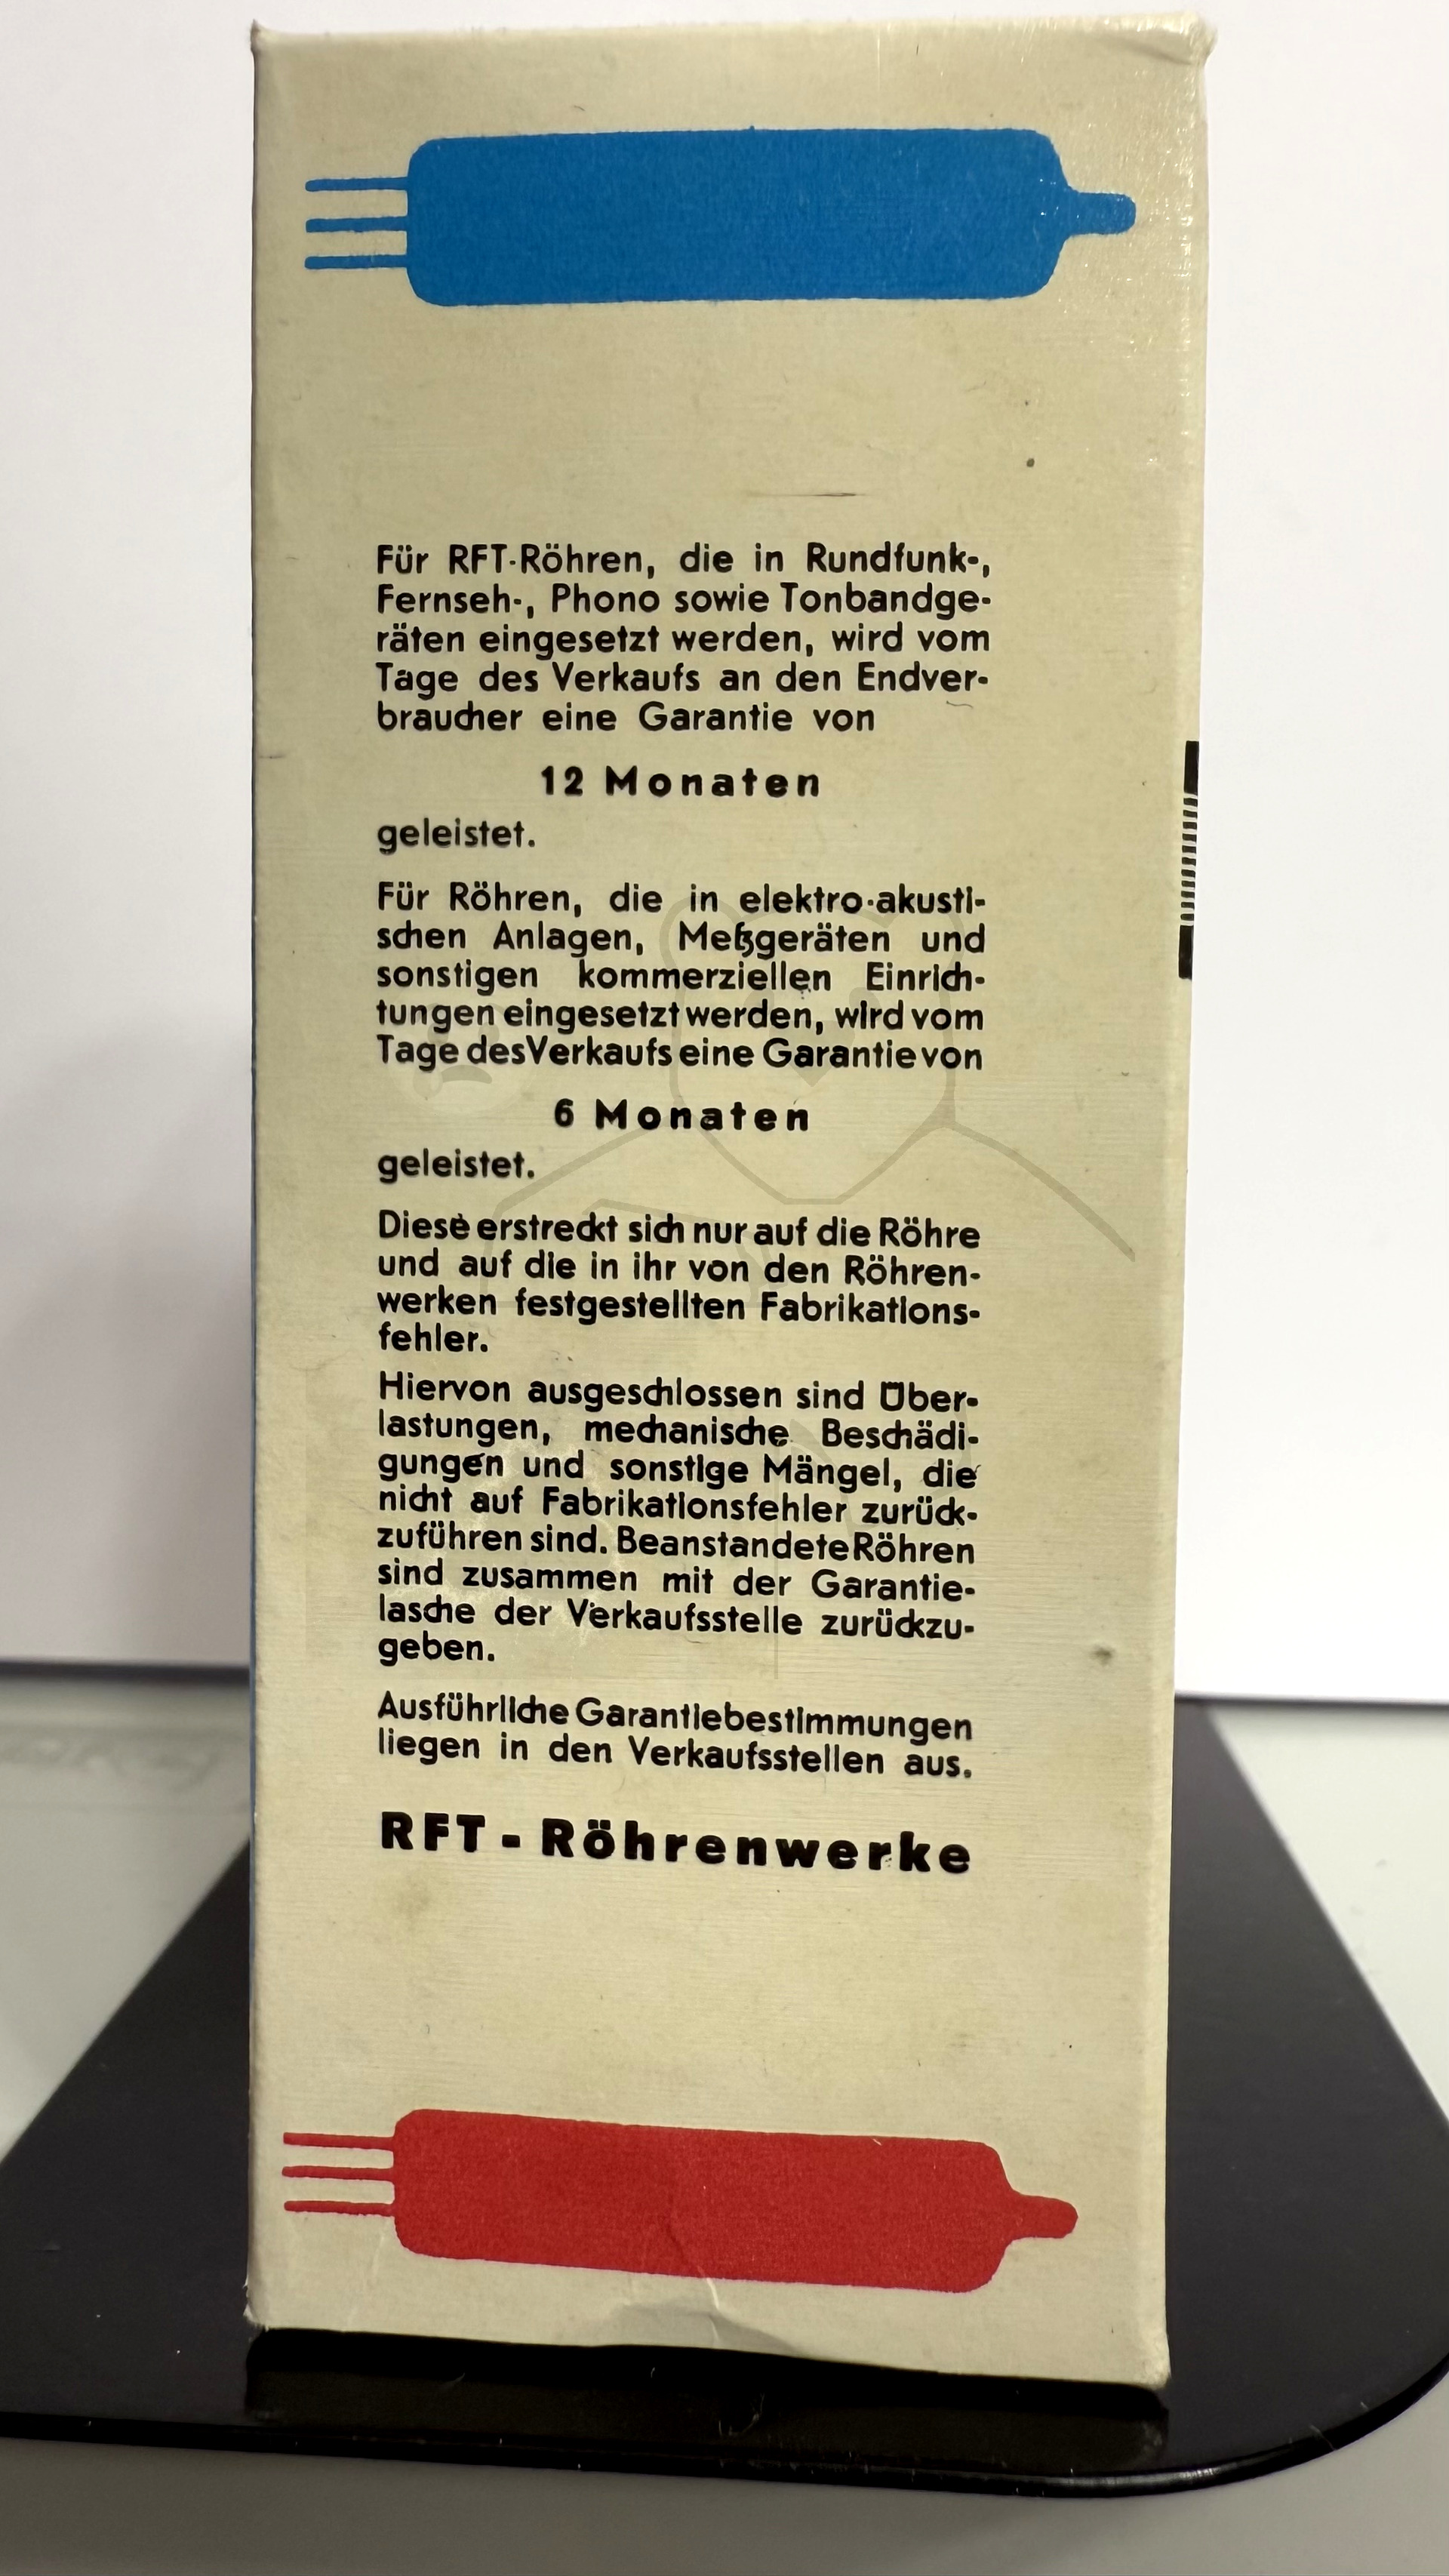 Für RFT-Röhren, die in Rundfunk-,
Fernseh-, Phono sowie Tonbandge-
räten eingesetzt werden, wird vom
Tage des Verkaufs an den Endver-
braucher eine Garantie von
12 Monaten
geleistet.
Für Röhren, die in elektro-akusti-
schen Anlagen, Meßgeräten und
sonstigen kommerziellen Einrich-
tungen eingesetzt werden, wird vom
Tage des Verkaufs eine Garantie von
6 Monaten
geleistet.
Diese erstreckt sich nur auf die Röhre
und auf die in ihr von den Röhren-
werken festgestellten Fabrikations-
fehler.
Hiervon ausgeschlossen sind Über-
lastungen, mechanische Beschädi-
gungen und sonstige Mängel, die
nicht auf Fabrikationsfehler zurück-
zuführen sind. Beanstandete Röhren
sind zusammen mit der Garantie-
lasche der Verkaufsstelle zurückzu-
geben.
Ausführliche Garantiebestimmungen
liegen in den Verkaufsstellen aus.
RFT - Röhrenwerke